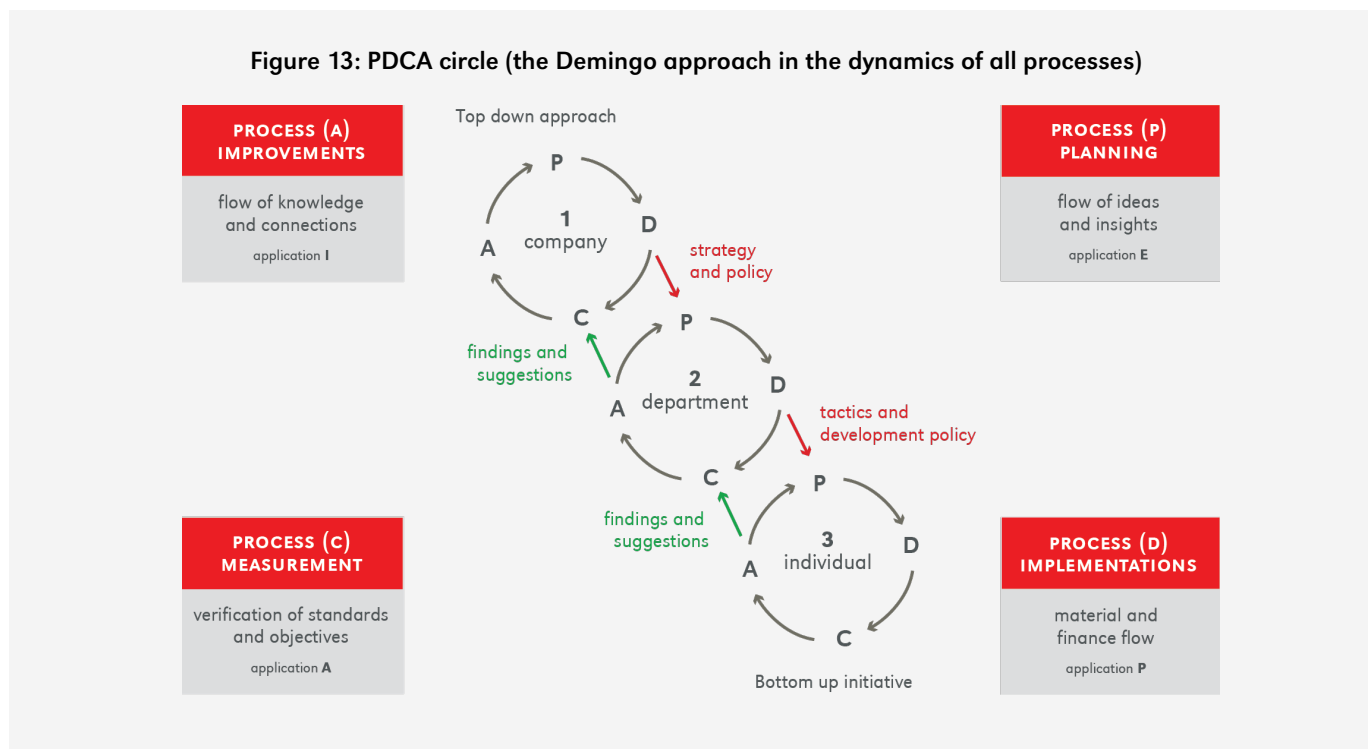 Figure 13: PDCA circle (the Demingo approach in the dynamics of all processes)
PROCESS (A)
IMPROVEMENTS
flow of knowledge
and connections
application I
Top down approach
P
D
C
A
1
company
strategy
and policy
findings and
suggestions
P
D
C
A
2
department
tactics and
development policy
findings and
suggestions
P
D
C
A
3
individual
Bottom up initiative
PROCESS (P)
PLANNING
flow of ideas
and insights
application E
PROCESS (C)
MEASUREMENT
verification of standards
and objectives
application A
PROCESS (D)
IMPLEMENTATIONS
material and
finance flow
application P